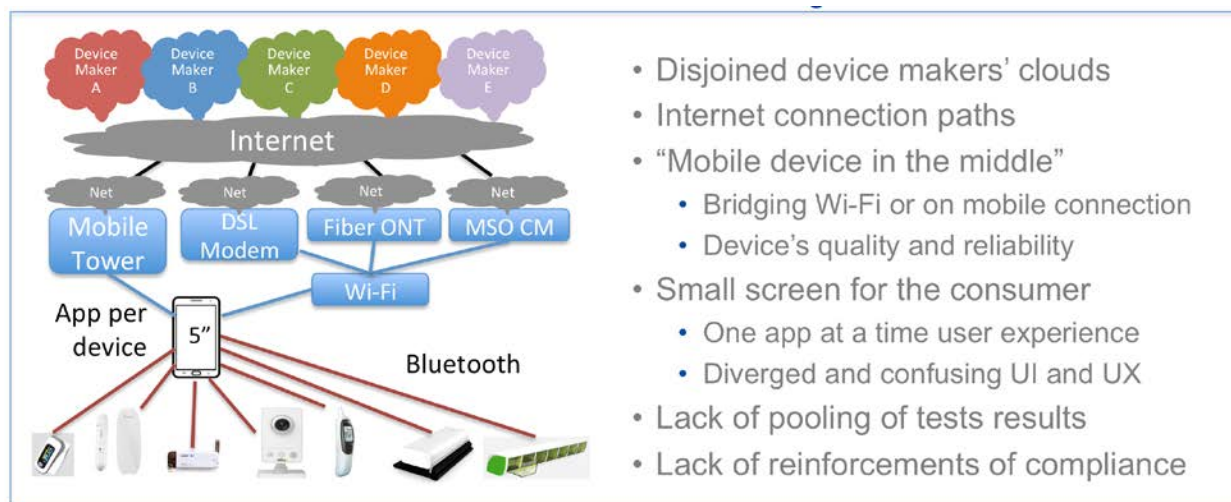 Device
Maker
A
Device
Maker
B
Device
Maker
C
Device
Maker
D
Device
Maker
E
Internet
Net
Net
Net
Net
Mobile
Tower
DSL
Modem
Fiber ONT
MSO CM
Wi-Fi
App per
device
5”
Bluetooth
• Disjoined device makers’ clouds
• Internet connection paths
• “Mobile device in the middle”
• Bridging Wi-Fi or on mobile connection
• Device’s quality and reliability
• Small screen for the consumer
• One app at a time user experience
• Diverged and confusing UI and UX
• Lack of pooling of tests results
• Lack of reinforcements of compliance